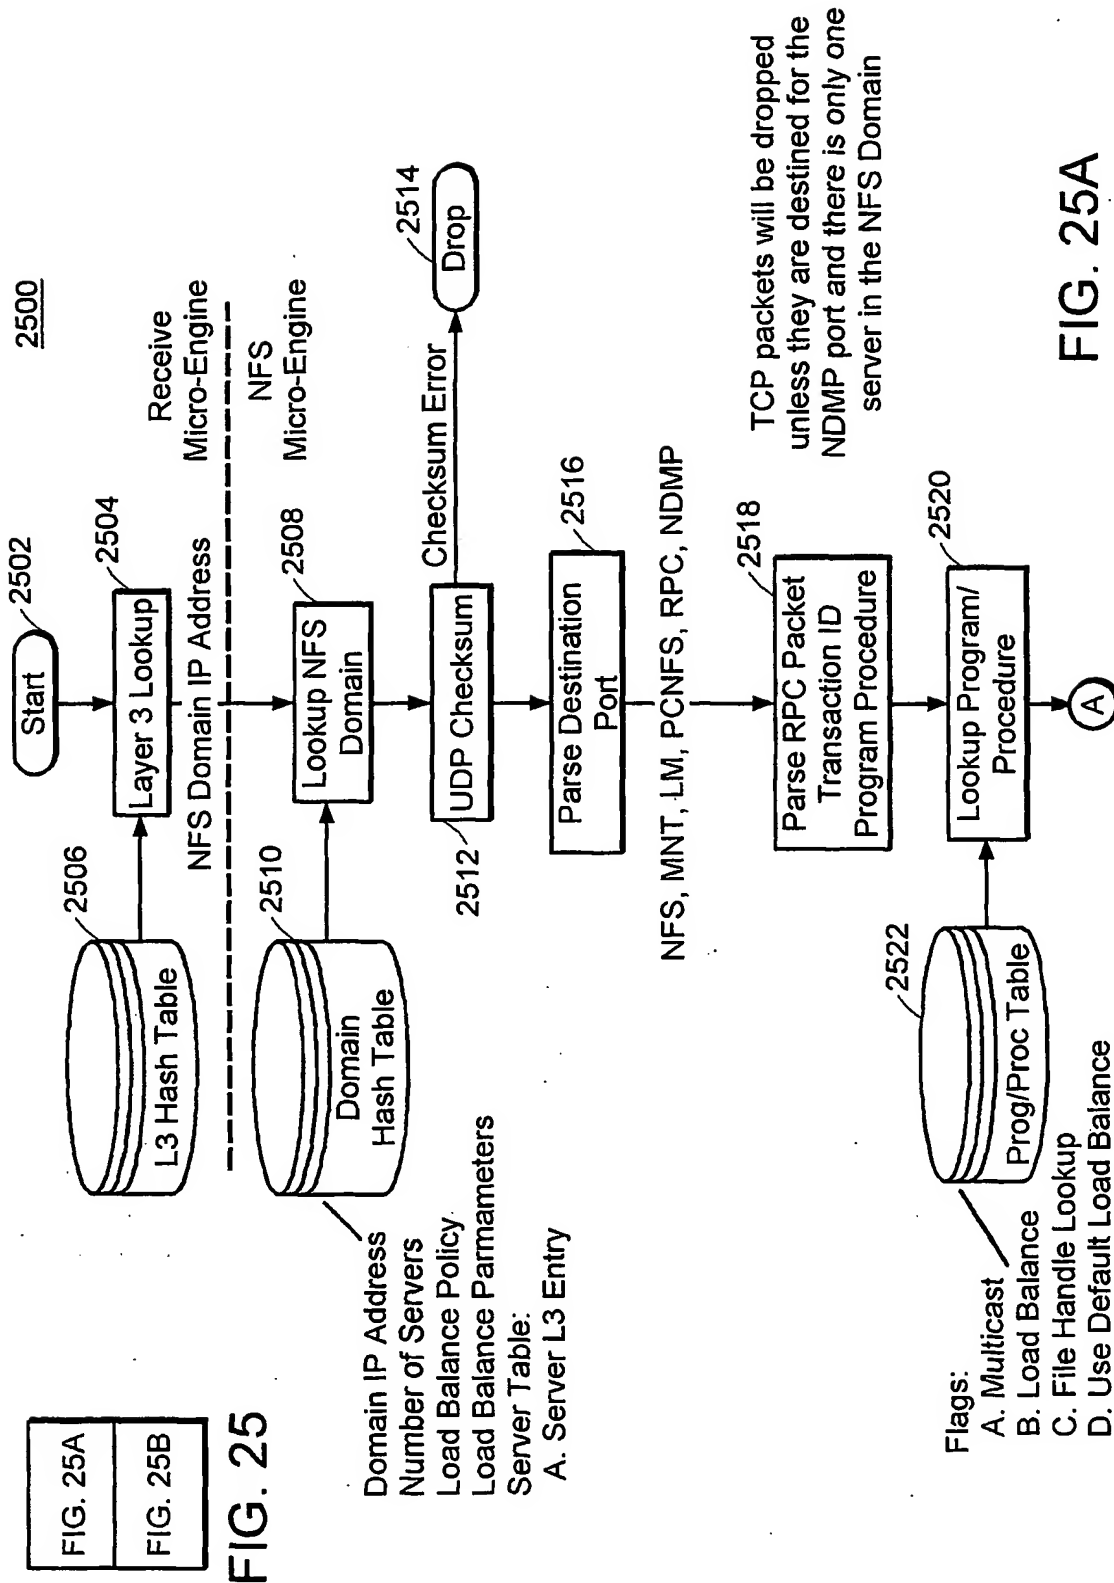 2500
FIG. 25A
FIG. 25B
FIG. 25
Start
2502
Layer 3 Lookup
2504
L3 Hash Table
2506
NFS Domain IP Address
Receive
Micro-Engine
NFS
Micro-Engine
Lookup NFS
Domain
2508
Domain
Hash Table
2510
Domain IP Address
Number of Servers
Load Balance Policy
Load Balance Parmameters
Server Table:
A. Server L3 Entry
UDP Checksum
2512
Checksum Error
Drop
2514
Parse Destination
Port
2516
NFS, MNT, LM, PCNFS, RPC, NDMP
TCP packets will be dropped
unless they are destined for the
NDMP port and there is only one
server in the NFS Domain
Parse RPC Packet
Transaction ID
Program Procedure
2518
Lookup Program/
Procedure
2520
Prog/Proc Table
2522
Flags:
A. Multicast
B. Load Balance
C. File Handle Lookup
D. Use Default Load Balance
A
FIG. 25A